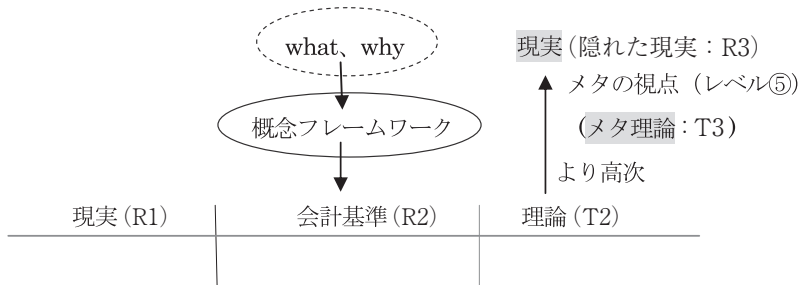 what、why
現実(隠れた現実：R3)
メタの視点（レベル⑤）
概念フレームワーク
(メタ理論：T3)
より高次
現実(R1)
会計基準(R2)
理論(T2)